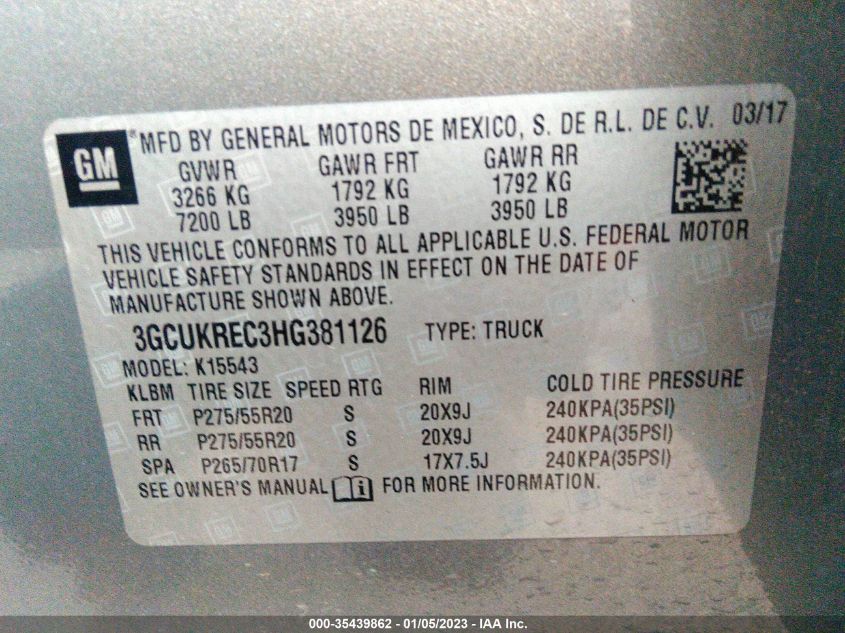 GM ® MFD BY GENERAL MOTORS DE MEXICO, S. DE R.L. DE C.V. 03/17
GVWR GAWR FRT GAWR RR
3266 KG 1792 KG 1792 KG
7200 LB 3950 LB 3950 LB
THIS VEHICLE CONFORMS TO ALL APPLICABLE U.S. FEDERAL MOTOR
VEHICLE SAFETY STANDARDS IN EFFECT ON THE DATE OF
MANUFACTURE SHOWN ABOVE.
3GCUKREC3HG381126 TYPE: TRUCK
MODEL: K15543
KLBM TIRE SIZE SPEED RTG RIM COLD TIRE PRESSURE
FRT P275/55R20 S 20X9J 240KPA(35PSI)
RR P275/55R20 S 20X9J 240KPA(35PSI)
SPA P265/70R17 S 17X7.5J 240KPA(35PSI)
SEE OWNER'S MANUAL i FOR MORE INFORMATION.
000-35439862 - 01/05/2023 - IAA Inc.